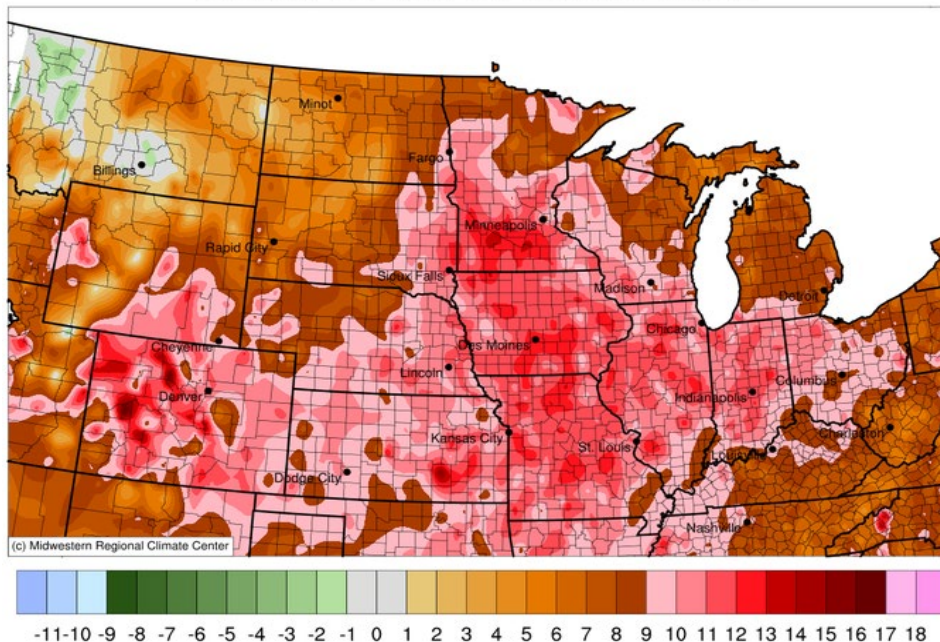 Minot
Fargo
Billings
Minneapolis
Rapid City
Sioux Falls
Madison
Detroit
Chicago
Cheyenne
Des Moines
Lincoln
Columbus
Denver
Indianapolis
Kansas City
St. Louis
Charleston
Louisville
Dodge City
Nashville
(c) Midwestern Regional Climate Center
-11 -10 -9 -8 -7 -6 -5 -4 -3 -2 -1 0 1 2 3 4 5 6 7 8 9 10 11 12 13 14 15 16 17 18